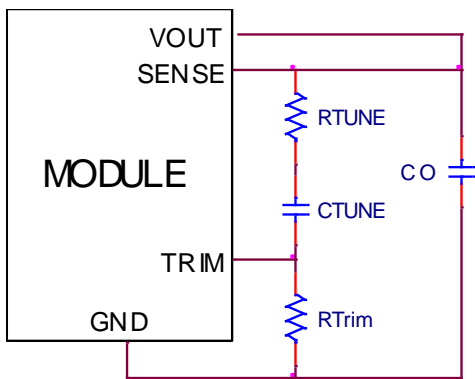 VOUT
SENSE
RTUNE
MODULE
CO
CTUNE
TRIM
GND
RTrim